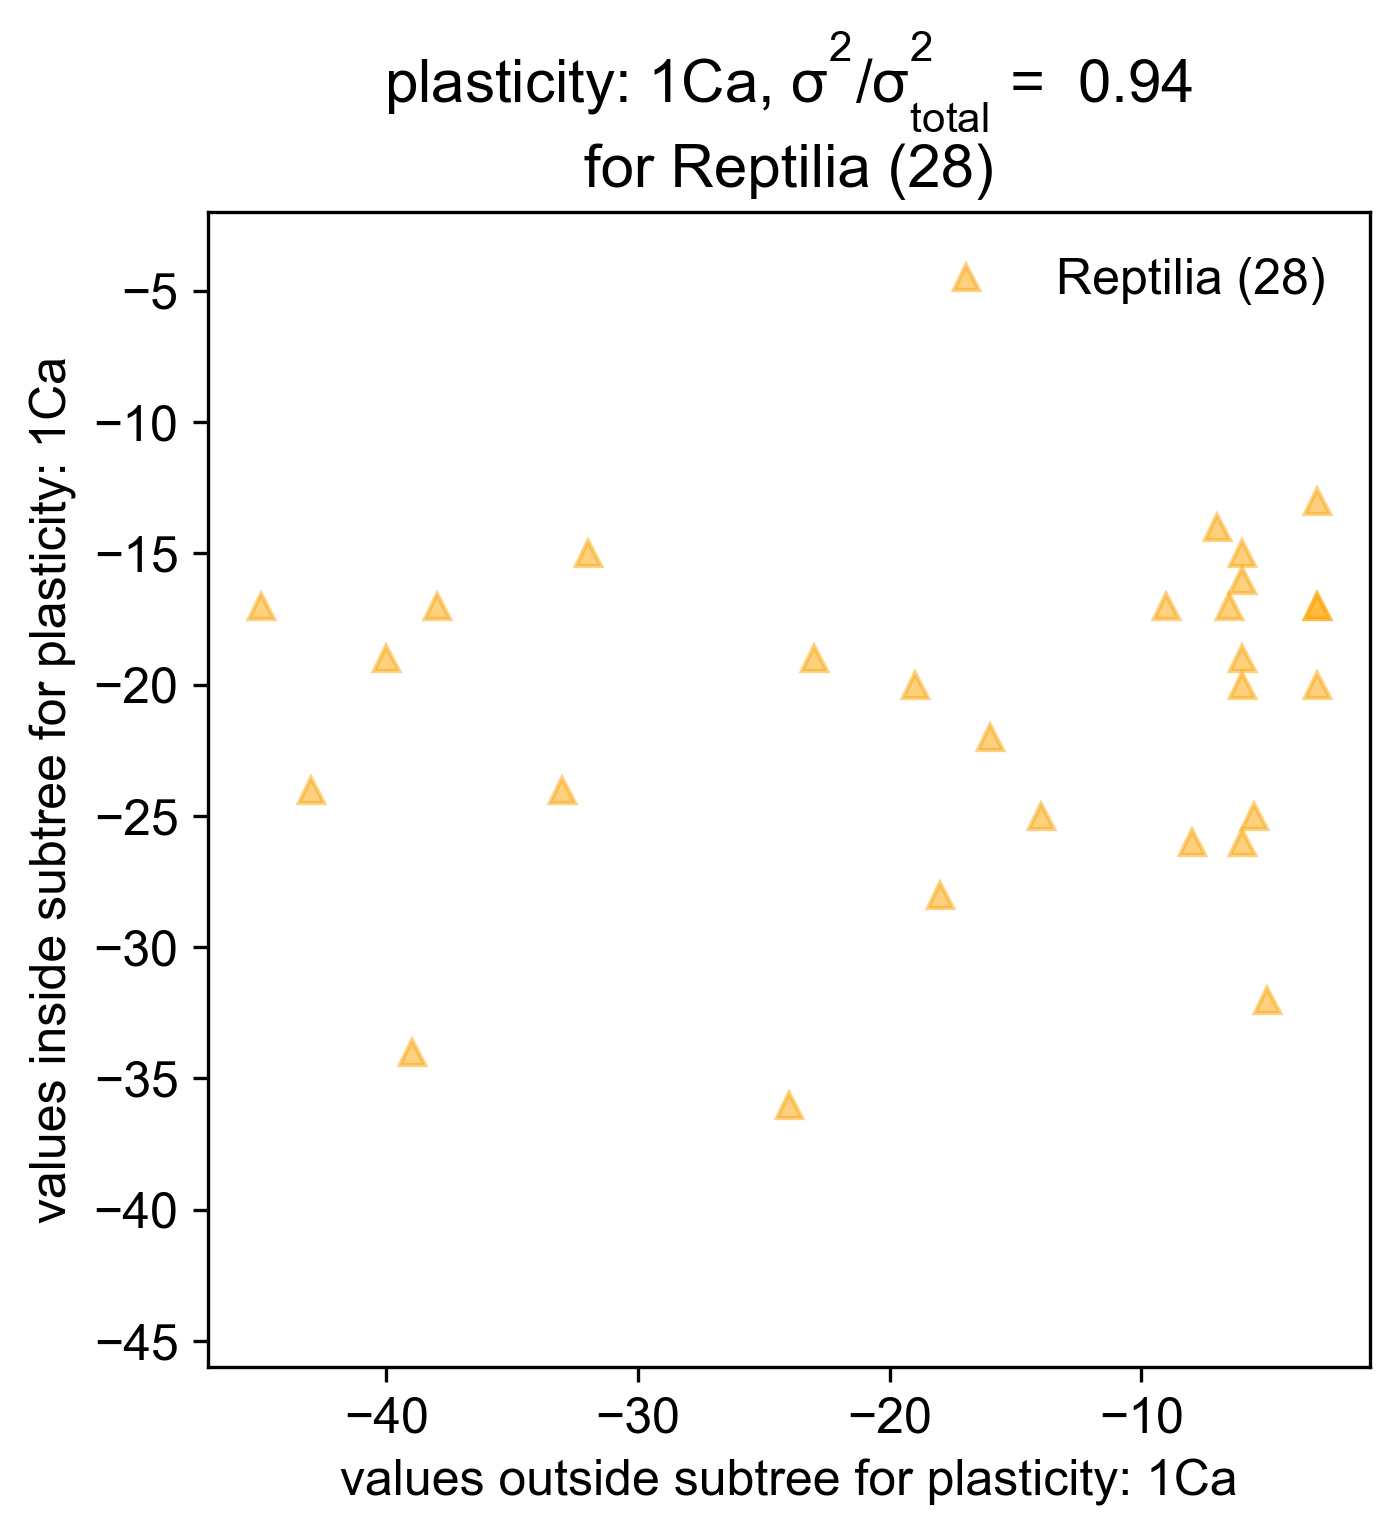 plasticity: 1Ca, σ²/σ²total = 0.94
for Reptilia (28)
Reptilia (28)
−5
−10
−15
−20
−25
−30
−35
−40
−45
values inside subtree for plasticity: 1Ca
−40
−30
−20
−10
values outside subtree for plasticity: 1Ca